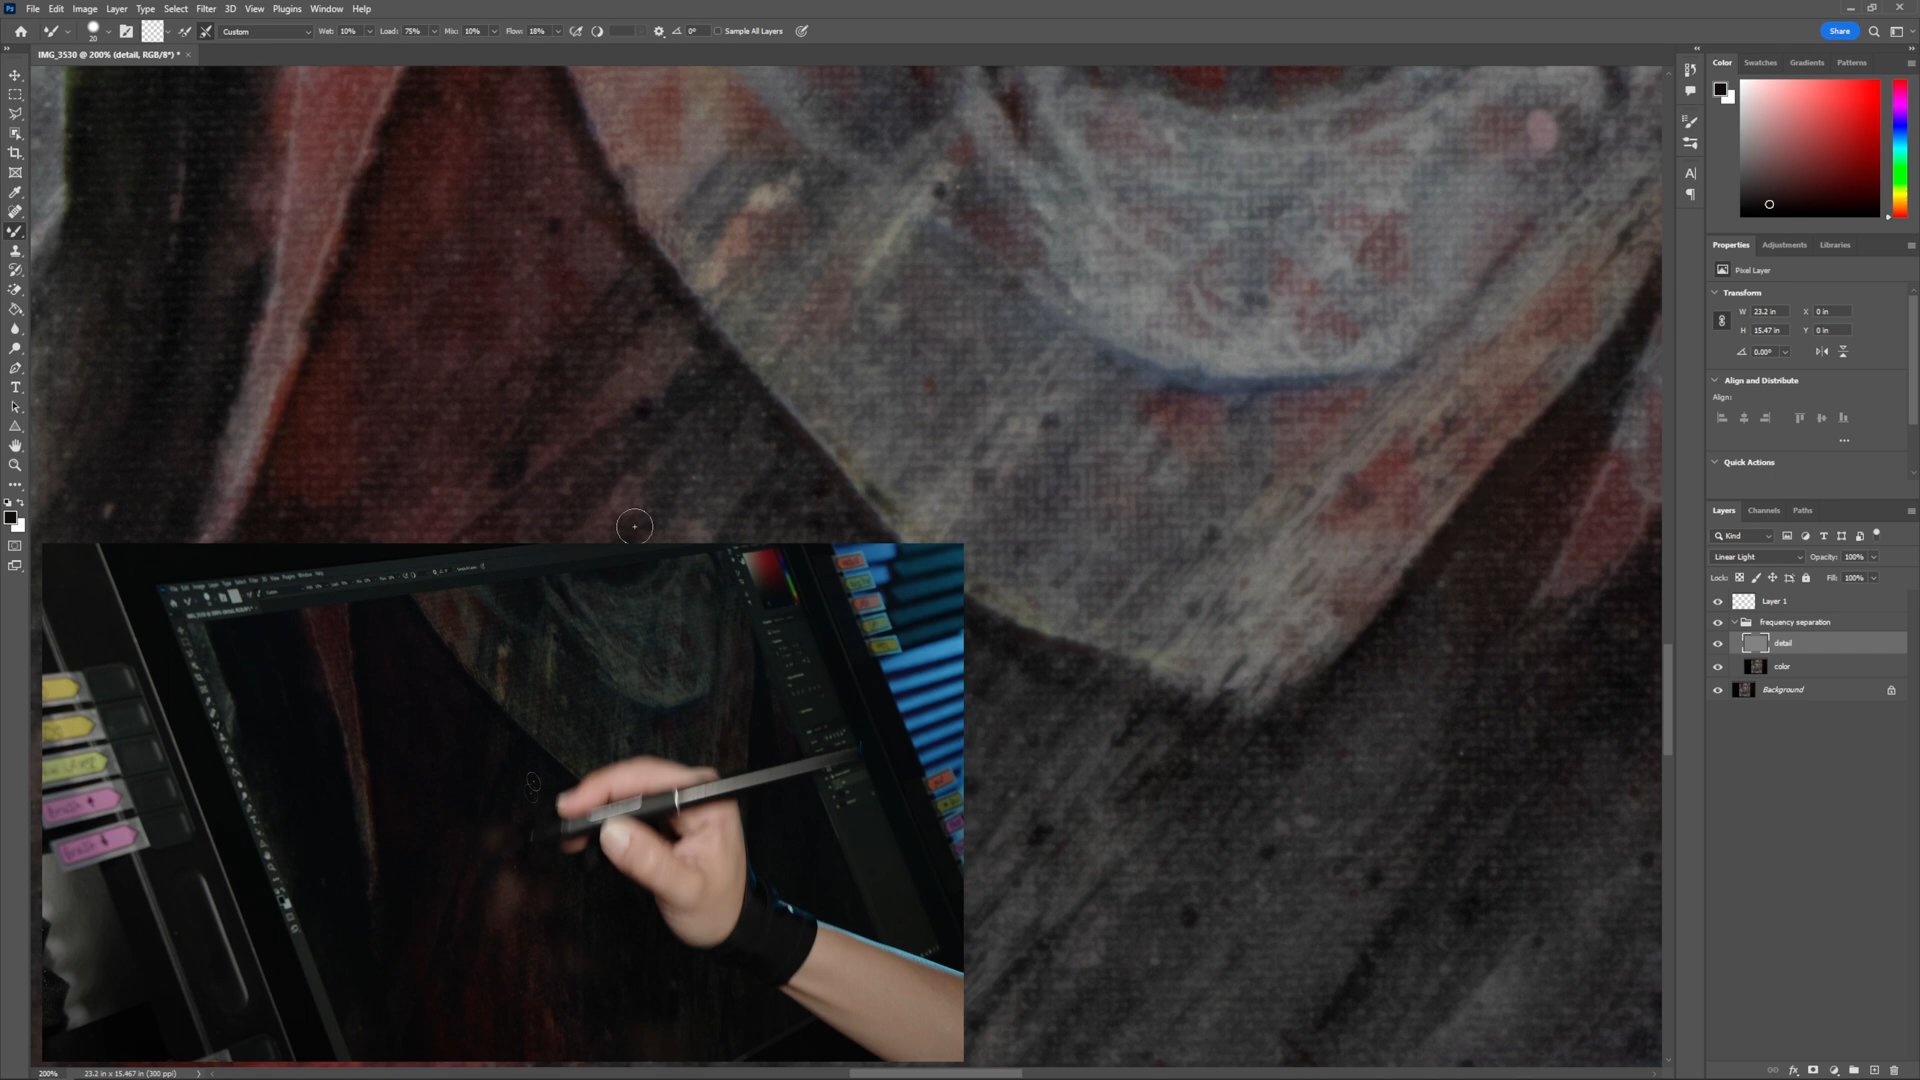 Ps File Edit Image Layer Type Select Filter 3D View Plugins Window Help
20 Custom Wet: 10% Load: 75% Mix: 10% Flow: 18% 0° Sample All Layers Share
IMG_3530 @ 200% (detail, RGB/8*) * ×
Color Swatches Gradients Patterns
Properties Adjustments Libraries
Pixel Layer
Transform
W 23.2 in X 0 in
H 15.47 in Y 0 in
0.00°
Align and Distribute
Align:
Quick Actions
Layers Channels Paths
Kind
Linear Light Opacity: 100%
Lock: Fill: 100%
Layer 1
frequency separation
detail
color
Background
200% 23.2 in x 15.467 in (300 ppi)